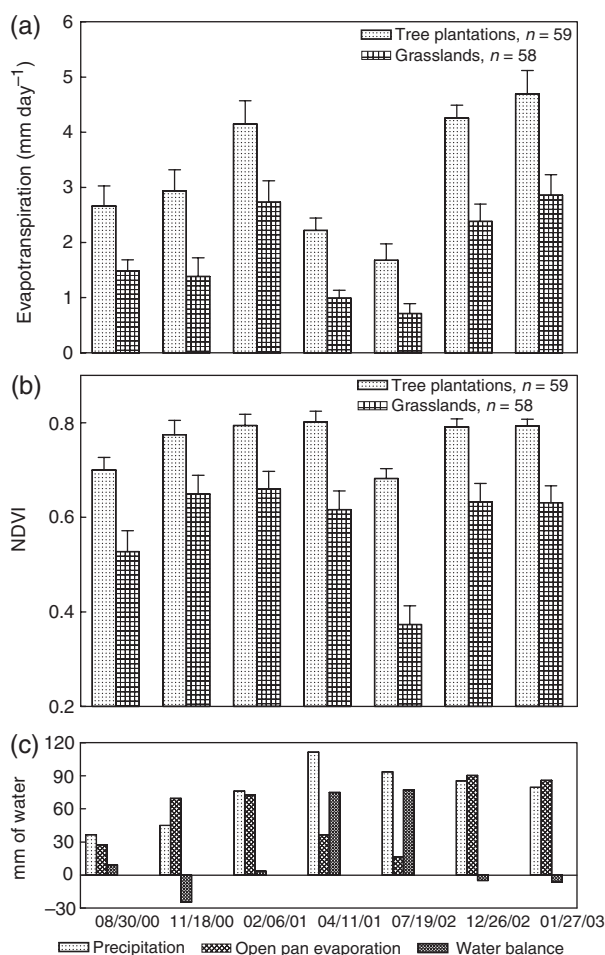 (a)
6
5
4
3
2
1
0
Evapotranspiration (mm day⁻¹)
Tree plantations, n = 59
Grasslands, n = 58
(b)
0.8
0.6
0.4
0.2
NDVI
Tree plantations, n = 59
Grasslands, n = 58
(c)
120
90
60
30
0
−30
mm of water
08/30/00 11/18/00 02/06/01 04/11/01 07/19/02 12/26/02 01/27/03
Precipitation Open pan evaporation Water balance